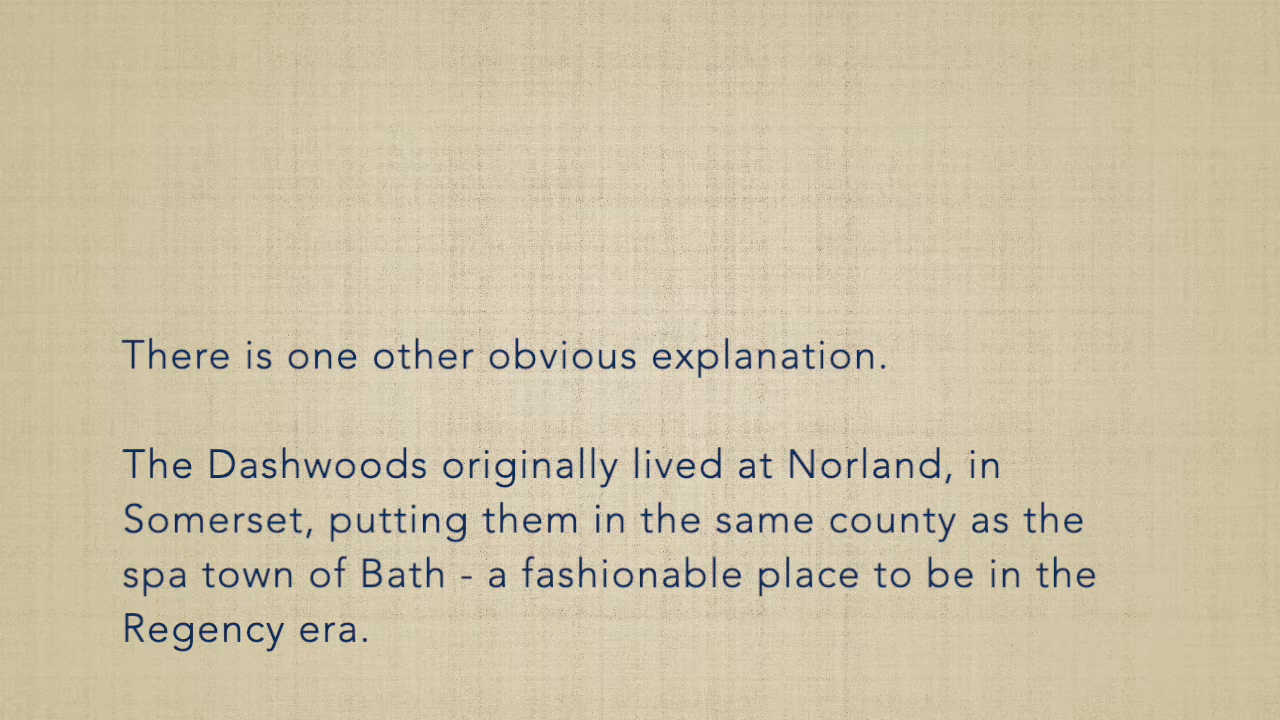 There is one other obvious explanation.
The Dashwoods originally lived at Norland, in
Somerset, putting them in the same county as the
spa town of Bath - a fashionable place to be in the
Regency era.